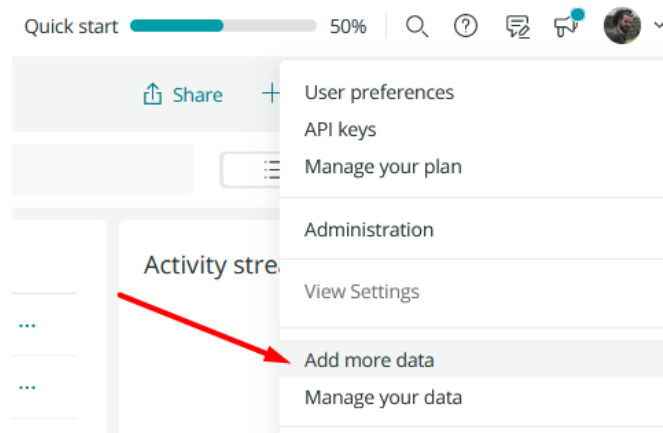 Quick start 50%
Share
User preferences
API keys
Manage your plan
Administration
Activity strea
View Settings
Add more data
Manage your data